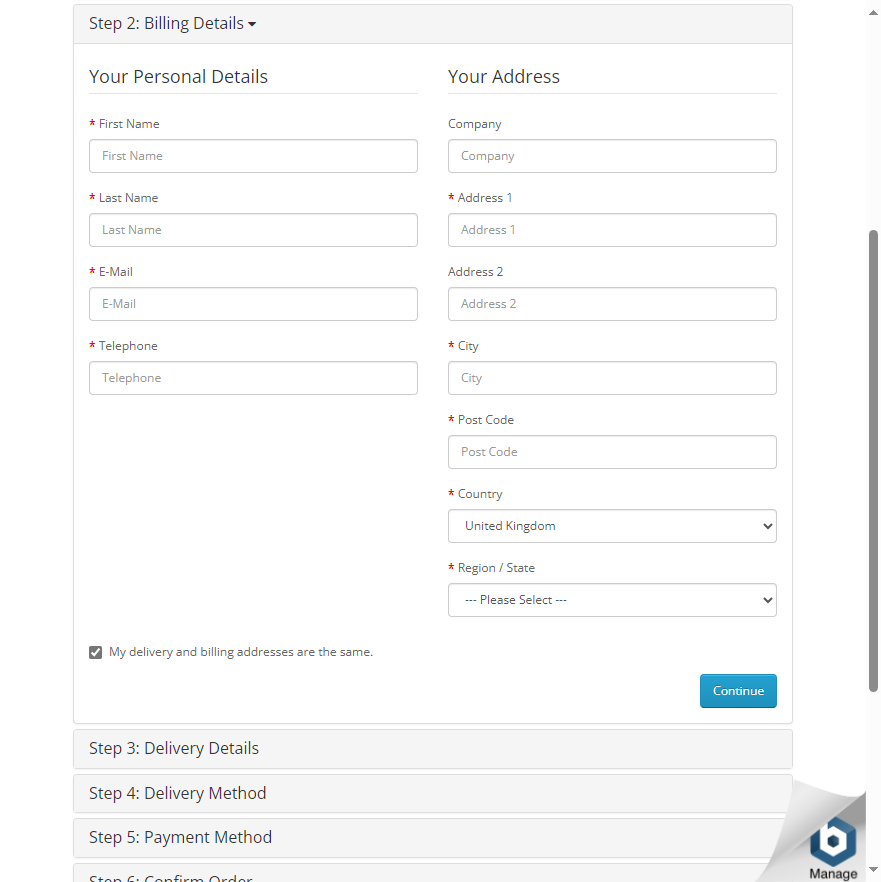 Step 2: Billing Details
Your Personal Details
* First Name
First Name
* Last Name
Last Name
* E-Mail
E-Mail
* Telephone
Telephone
Your Address
Company
Company
* Address 1
Address 1
Address 2
Address 2
* City
City
* Post Code
Post Code
* Country
United Kingdom
* Region / State
--- Please Select ---
My delivery and billing addresses are the same.
Continue
Step 3: Delivery Details
Step 4: Delivery Method
Step 5: Payment Method
Step 6: Confirm Order
b
Manage